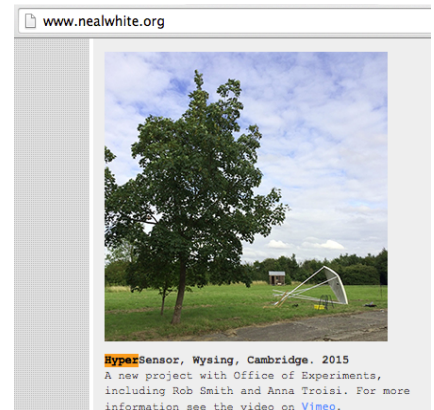 www.nealwhite.org
HyperSensor, Wysing, Cambridge. 2015
A new project with Office of Experiments,
including Rob Smith and Anna Troisi. For more
information see the video on Vimeo.